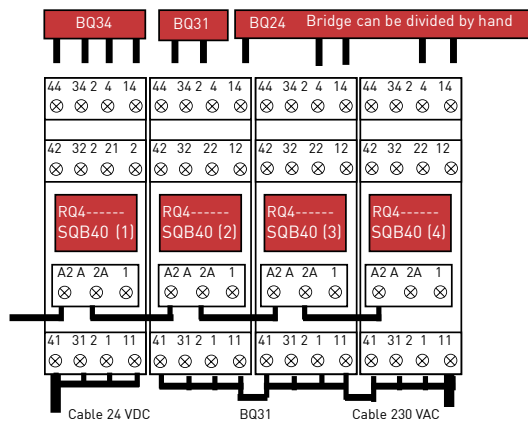 BQ34 BQ31 BQ24 Bridge can be divided by hand
44 34 2 4 14 44 34 2 4 14 44 34 2 4 14 44 34 2 4 14
42 32 2 21 2 42 32 22 12 42 32 22 12 42 32 22 12
RQ4------ RQ4------ RQ4------ RQ4------
SQB40 (1) SQB40 (2) SQB40 (3) SQB40 (4)
A2 A 2A 1 A2 A 2A 1 A2 A 2A 1 A2 A 2A 1
41 31 2 1 11 41 31 2 1 11 41 31 2 1 11 41 31 2 1 11
Cable 24 VDC BQ31 Cable 230 VAC